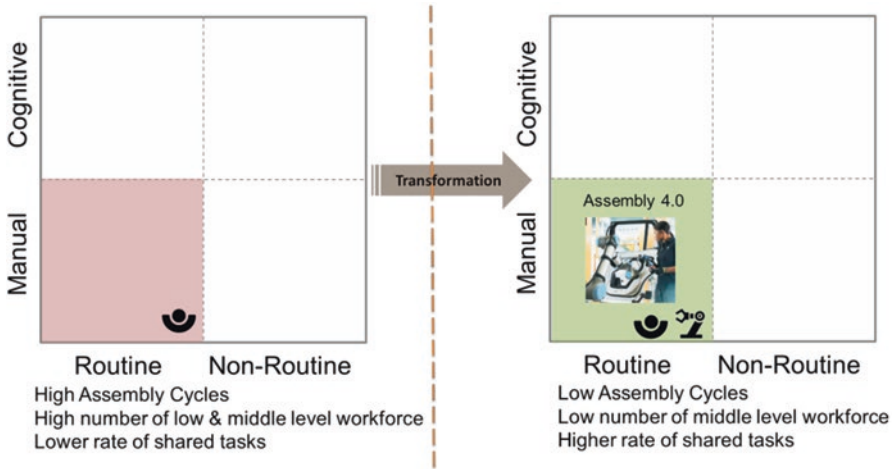 Cognitive
Manual
Routine
Non-Routine
High Assembly Cycles
High number of low & middle level workforce
Lower rate of shared tasks
Transformation
Cognitive
Manual
Assembly 4.0
Routine
Non-Routine
Low Assembly Cycles
Low number of middle level workforce
Higher rate of shared tasks